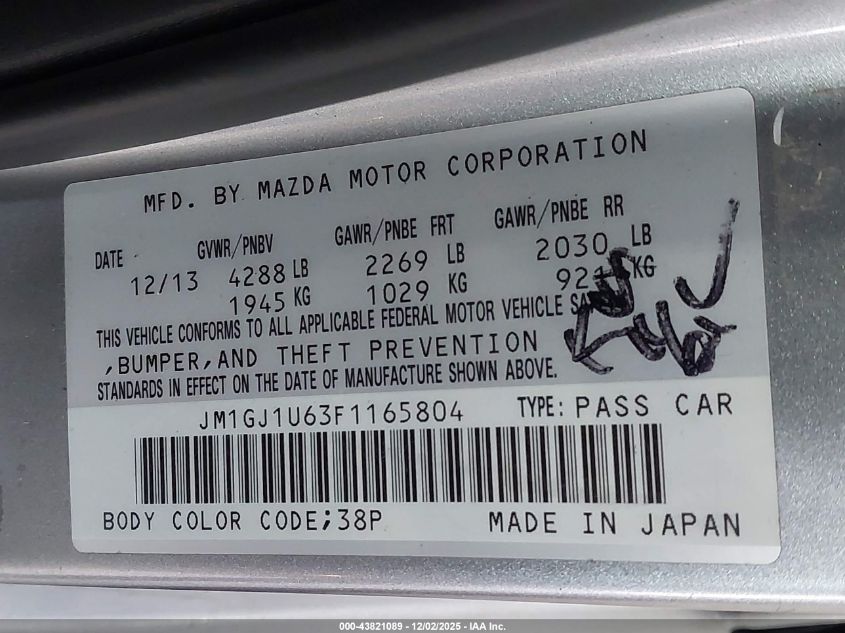 MFD. BY MAZDA MOTOR CORPORATION
DATE GVWR/PNBV GAWR/PNBE FRT GAWR/PNBE RR
12/13 4288 LB 2269 LB 2030 LB
1945 KG 1029 KG KG
THIS VEHICLE CONFORMS TO ALL APPLICABLE FEDERAL MOTOR VEHICLE
,BUMPER,AND THEFT PREVENTION
STANDARDS IN EFFECT ON THE DATE OF MANUFACTURE SHOWN ABOVE.
JM1GJ1U63F1165804 TYPE: PASS CAR
BODY COLOR CODE;38P MADE IN JAPAN
000-43821089 - 12/02/2025 - IAA Inc.